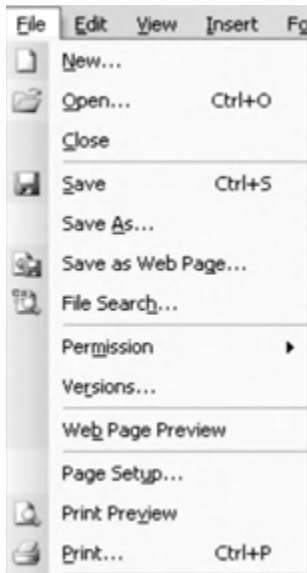 File Edit View Insert Fo
New...
Open... Ctrl+O
Close
Save Ctrl+S
Save As...
Save as Web Page...
File Search...
Permission
Versions...
Web Page Preview
Page Setup...
Print Preview
Print... Ctrl+P